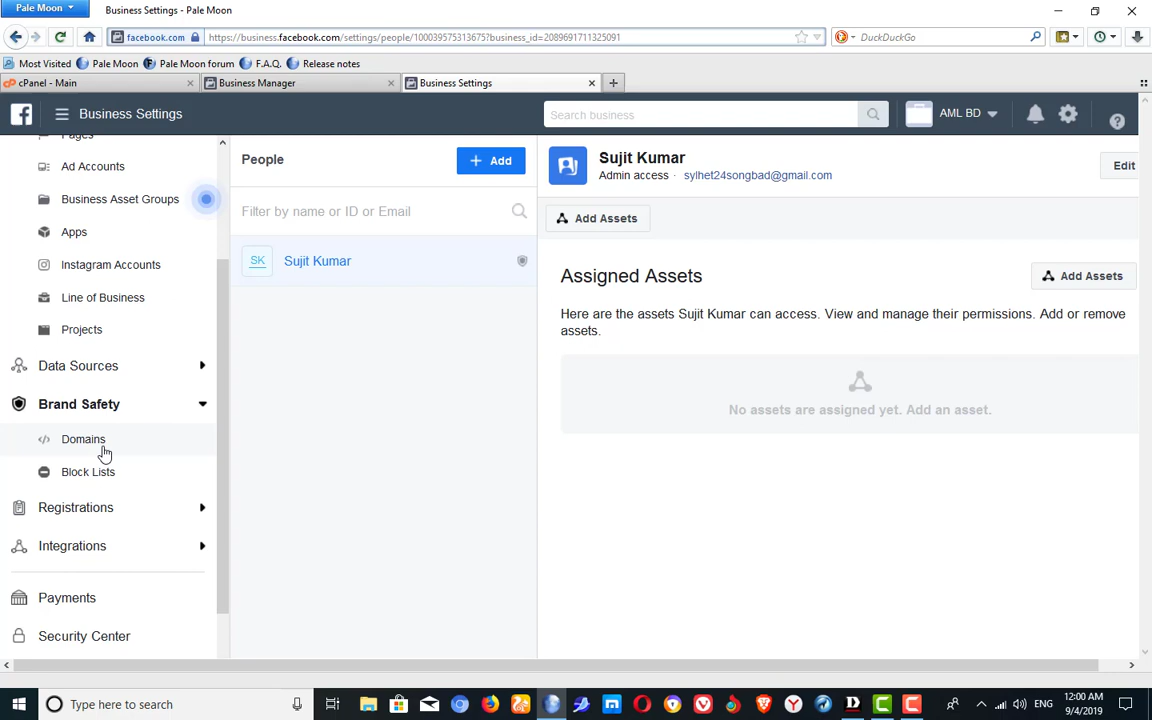 Pale Moon
Business Settings - Pale Moon
facebook.com
https://business.facebook.com/settings/people/100039575313675?business_id=2089691711325091
DuckDuckGo
Most Visited
Pale Moon
Pale Moon forum
F.A.Q.
Release notes
cPanel - Main
Business Manager
Business Settings
Business Settings
Search business
AML BD
Pages
Ad Accounts
Business Asset Groups
Apps
Instagram Accounts
Line of Business
Projects
Data Sources
Brand Safety
Domains
Block Lists
Registrations
Integrations
Payments
Security Center
People
+ Add
Filter by name or ID or Email
SK
Sujit Kumar
Sujit Kumar
Admin access · sylhet24songbad@gmail.com
Edit
Add Assets
Assigned Assets
Add Assets
Here are the assets Sujit Kumar can access. View and manage their permissions. Add or remove
assets.
No assets are assigned yet. Add an asset.
Type here to search
ENG
12:00 AM
9/4/2019